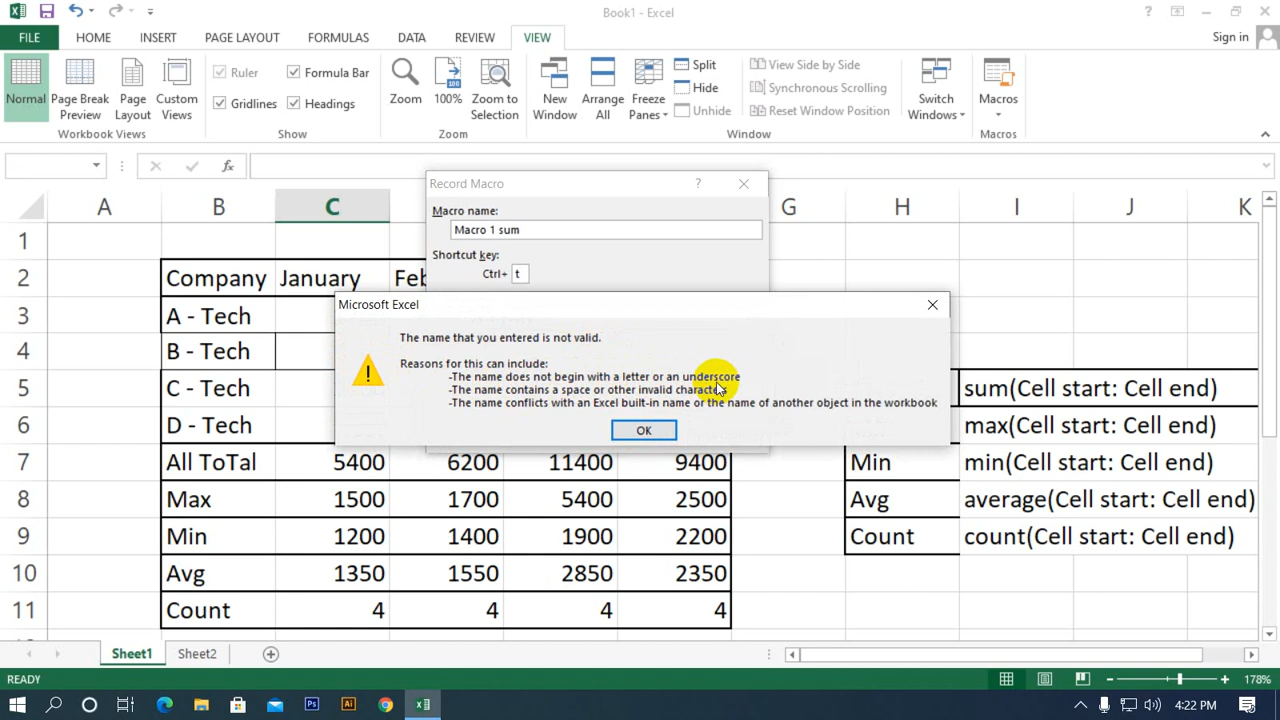 Book1 - Excel
FILE HOME INSERT PAGE LAYOUT FORMULAS DATA REVIEW VIEW Sign in
Normal
Page Break Preview
Page Layout
Custom Views
Workbook Views
Ruler
Formula Bar
Gridlines
Headings
Show
Zoom
100%
Zoom to Selection
Zoom
New Window
Arrange All
Freeze Panes
Split
Hide
Unhide
View Side by Side
Synchronous Scrolling
Reset Window Position
Window
Switch Windows
Macros
Macros
fx
Record Macro
Macro name:
Macro 1 sum
Shortcut key:
Ctrl+ t
Microsoft Excel
The name that you entered is not valid.
Reasons for this can include:
-The name does not begin with a letter or an underscore
-The name contains a space or other invalid characters
-The name conflicts with an Excel built-in name or the name of another object in the workbook
OK
A B C G H I J K
1
2 Company January Feb
3 A - Tech
4 B - Tech
5 C - Tech sum(Cell start: Cell end)
6 D - Tech max(Cell start: Cell end)
7 All ToTal 5400 6200 11400 9400 Min min(Cell start: Cell end)
8 Max 1500 1700 5400 2500 Avg average(Cell start: Cell end)
9 Min 1200 1400 1900 2200 Count count(Cell start: Cell end)
10 Avg 1350 1550 2850 2350
11 Count 4 4 4 4
Sheet1 Sheet2
READY 178%
Ps Ai 4:22 PM